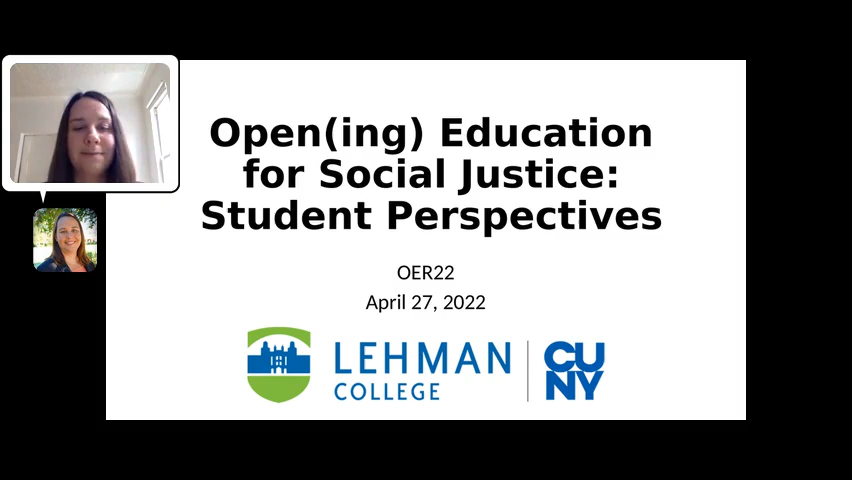 Open(ing) Education
for Social Justice:
Student Perspectives
OER22
April 27, 2022
LEHMAN
COLLEGE
CU
NY